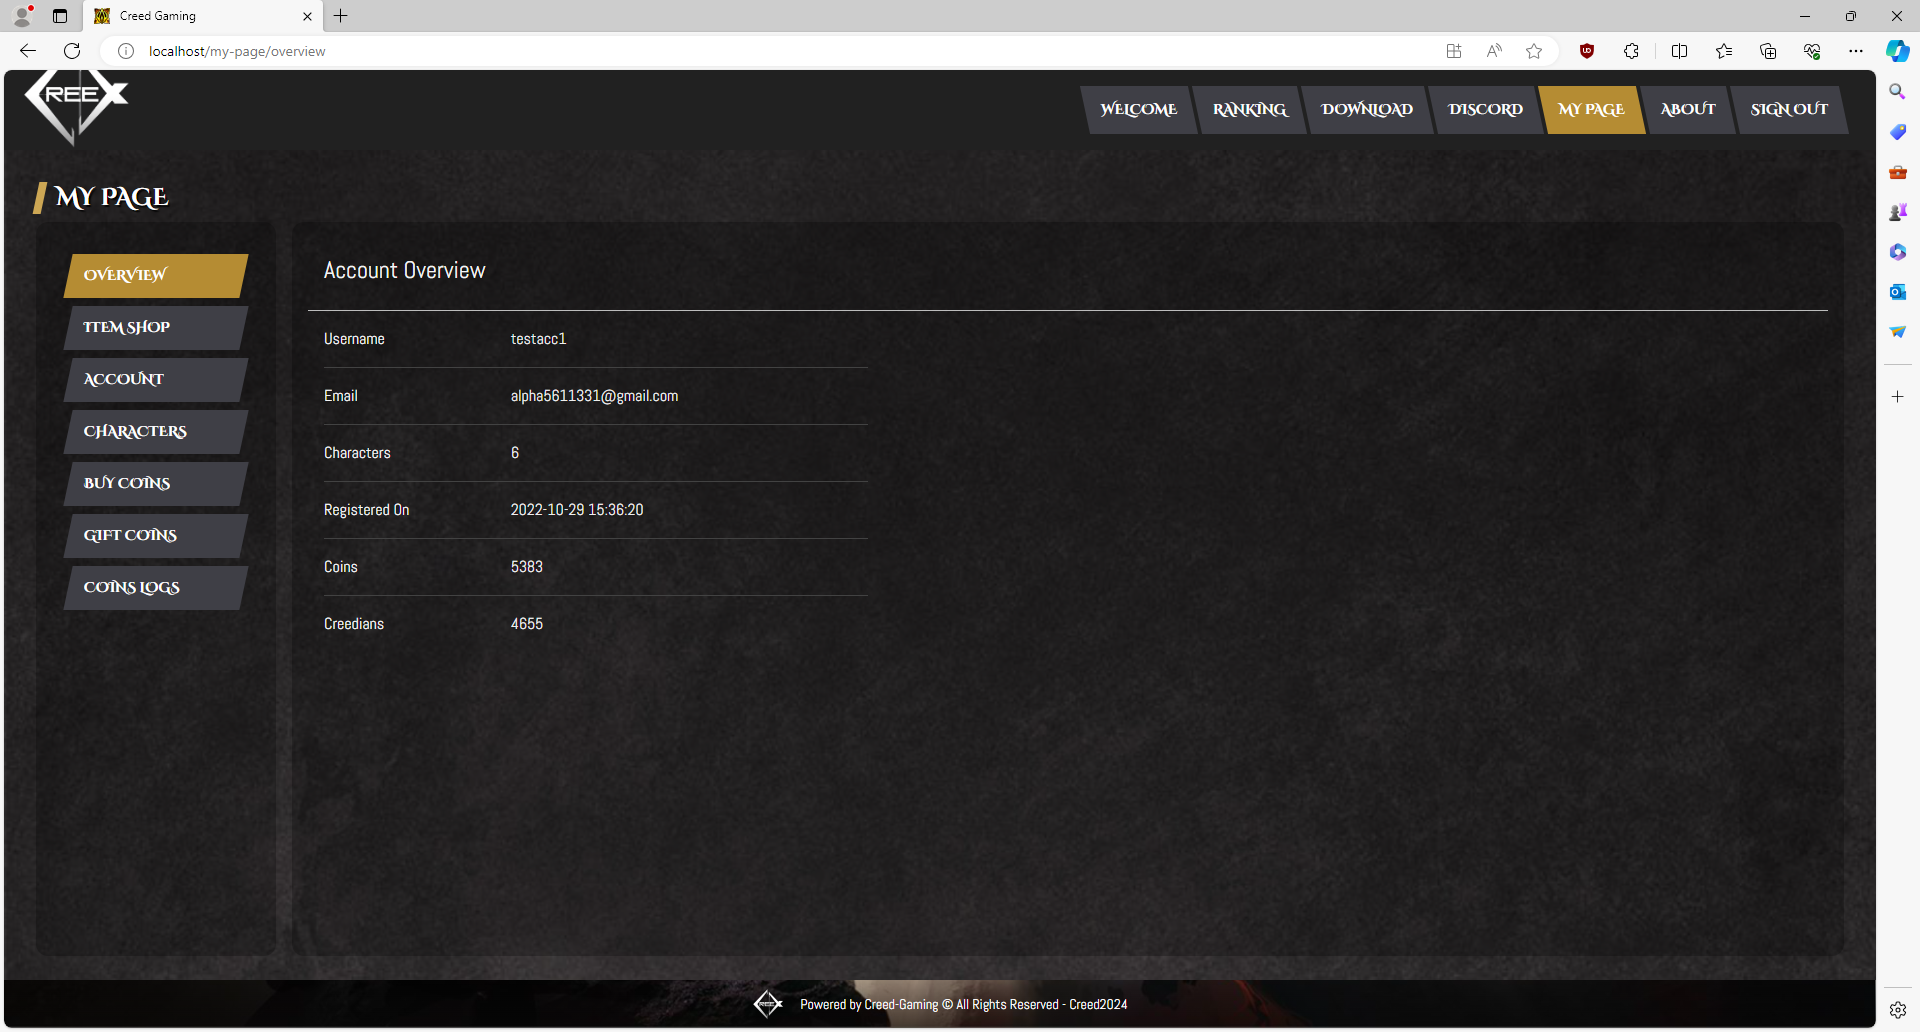 Creed Gaming
localhost/my-page/overview
CREEX
WELCOME
RANKING
DOWNLOAD
DISCORD
MY PAGE
ABOUT
SIGN OUT
MY PAGE
OVERVIEW
ITEM SHOP
ACCOUNT
CHARACTERS
BUY COINS
GIFT COINS
COINS LOGS
Account Overview
Username testacc1
Email alpha5611331@gmail.com
Characters 6
Registered On 2022-10-29 15:36:20
Coins 5383
Creedians 4655
Powered by Creed-Gaming © All Rights Reserved - Creed2024